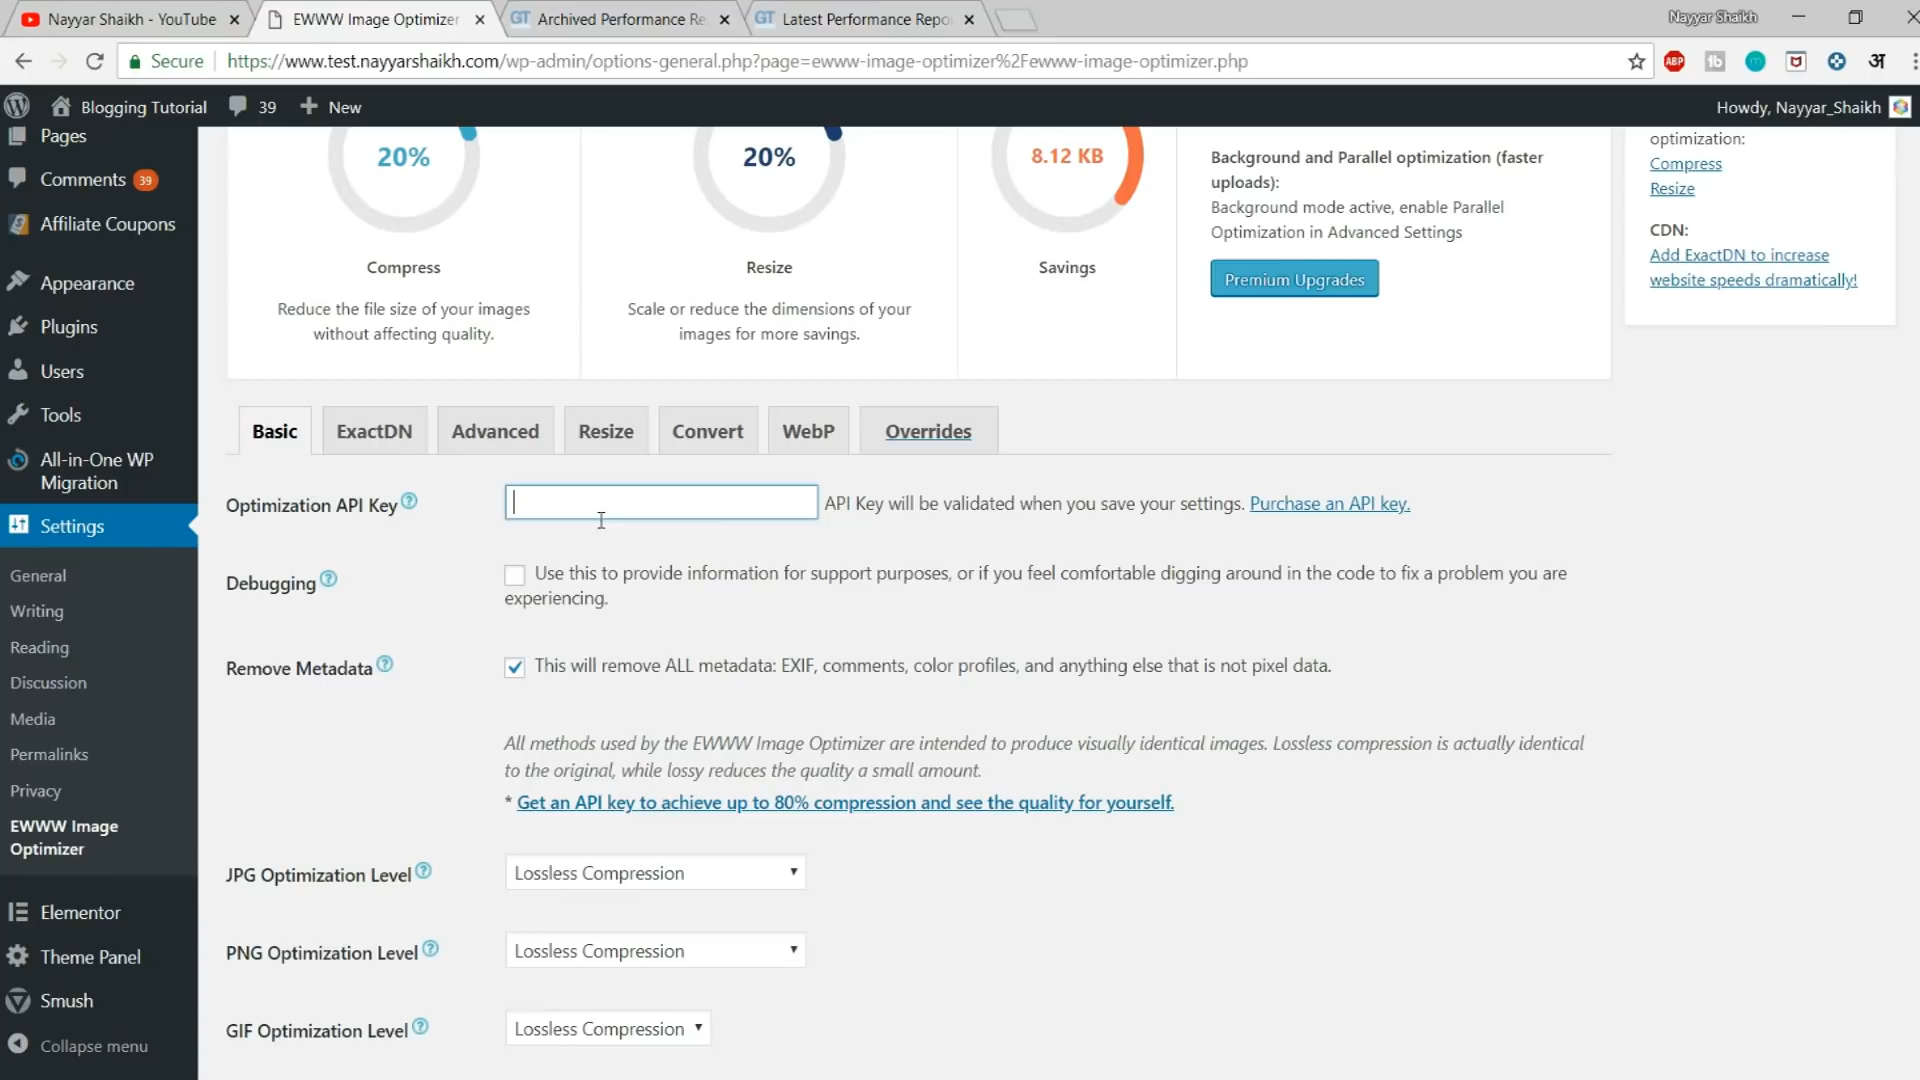 Nayyar Shaikh - YouTube
EWWW Image Optimizer
GT Archived Performance Re
GT Latest Performance Repo
Nayyar Shaikh
Secure
https://www.test.nayyarshaikh.com/wp-admin/options-general.php?page=ewww-image-optimizer%2Fewww-image-optimizer.php
ABP
tb
अ
Blogging Tutorial
39
New
Howdy, Nayyar_Shaikh
Pages
Comments 39
Affiliate Coupons
Appearance
Plugins
Users
Tools
All-in-One WP
Migration
Settings
General
Writing
Reading
Discussion
Media
Permalinks
Privacy
EWWW Image
Optimizer
Elementor
Theme Panel
Smush
Collapse menu
20%
Compress
Reduce the file size of your images
without affecting quality.
20%
Resize
Scale or reduce the dimensions of your
images for more savings.
8.12 KB
Savings
Background and Parallel optimization (faster
uploads):
Background mode active, enable Parallel
Optimization in Advanced Settings
Premium Upgrades
optimization:
Compress
Resize
CDN:
Add ExactDN to increase
website speeds dramatically!
Basic
ExactDN
Advanced
Resize
Convert
WebP
Overrides
Optimization API Key ?
API Key will be validated when you save your settings. Purchase an API key.
Debugging ?
Use this to provide information for support purposes, or if you feel comfortable digging around in the code to fix a problem you are
experiencing.
Remove Metadata ?
This will remove ALL metadata: EXIF, comments, color profiles, and anything else that is not pixel data.
All methods used by the EWWW Image Optimizer are intended to produce visually identical images. Lossless compression is actually identical
to the original, while lossy reduces the quality a small amount.
* Get an API key to achieve up to 80% compression and see the quality for yourself.
JPG Optimization Level ?
Lossless Compression
PNG Optimization Level ?
Lossless Compression
GIF Optimization Level ?
Lossless Compression